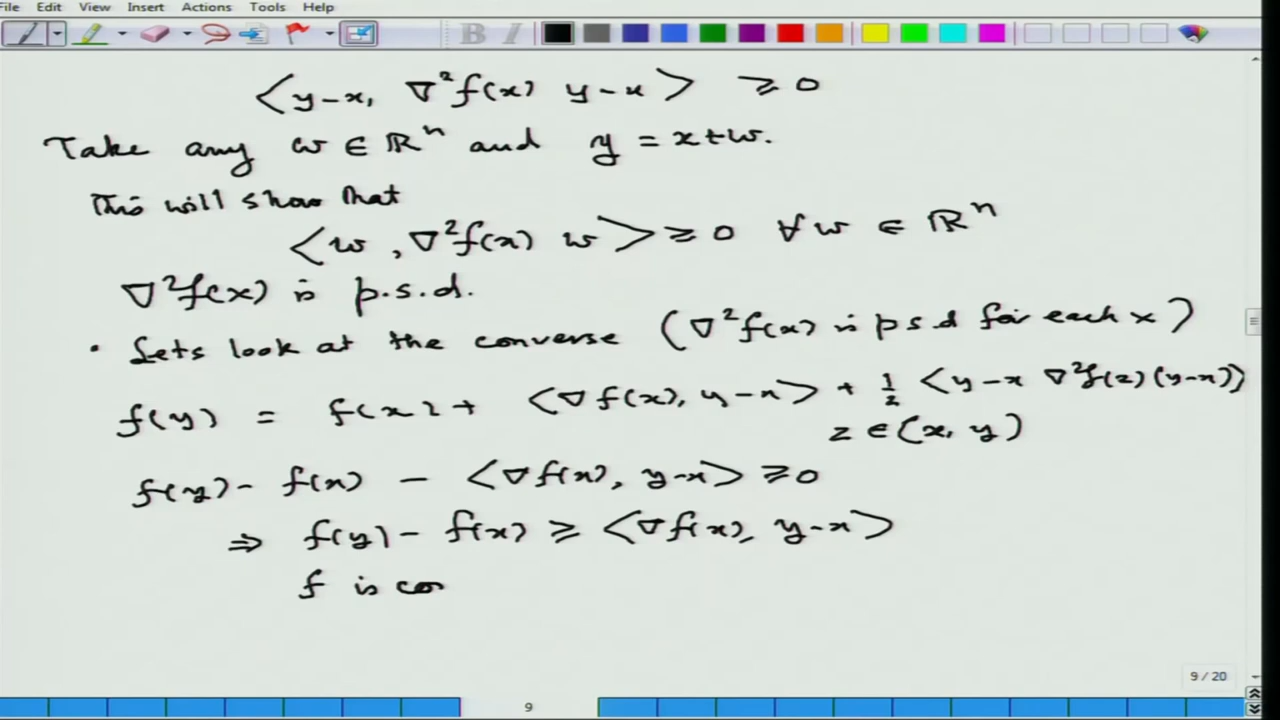 File Edit View Insert Actions Tools Help
B I
<y-x, ∇²f(x) y-x> ≥ 0
Take any w ∈ ℝⁿ and y = x+w.
This will show that
<w, ∇²f(x) w> ≥ 0 ∀w ∈ ℝⁿ
∇²f(x) is p.s.d.
• Lets look at the converse (∇²f(x) is p s d for each x)
f(y) = f(x) + <∇f(x), y-x> + 1/2 <y-x ∇²f(z)(y-x)>
z ∈ (x, y)
f(y) - f(x) - <∇f(x), y-x> ≥ 0
⇒ f(y) - f(x) ≥ <∇f(x), y-x>
f is co
9 / 20
9